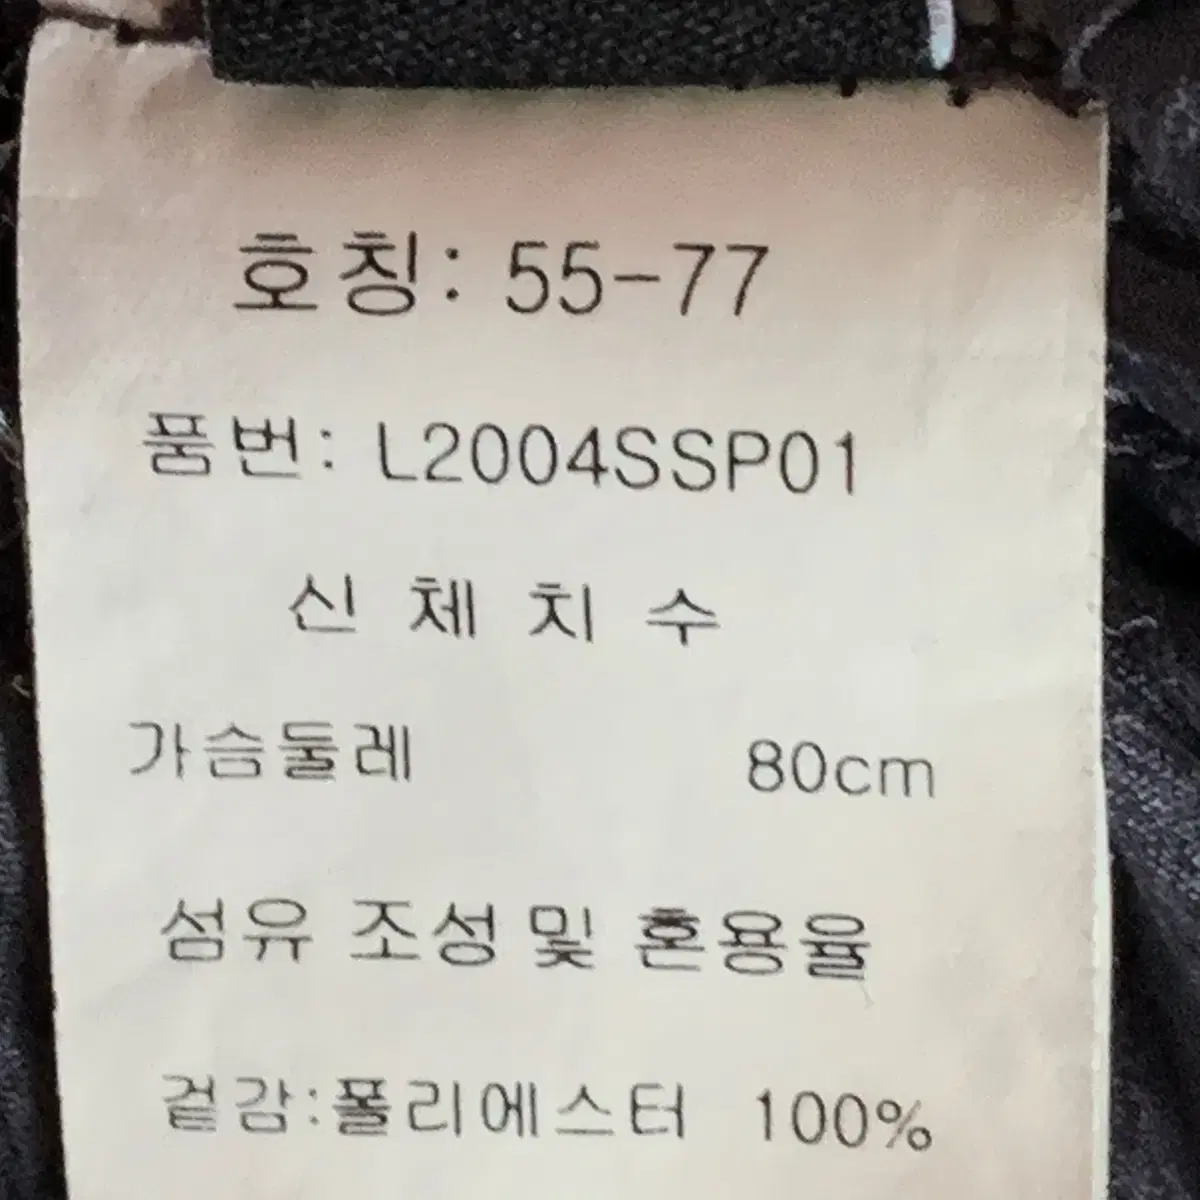 호칭: 55-77
품번: L2004SSP01
신 체 치 수
가슴둘레 80cm
섬유 조성 및 혼용율
겉감:폴리에스터 100%